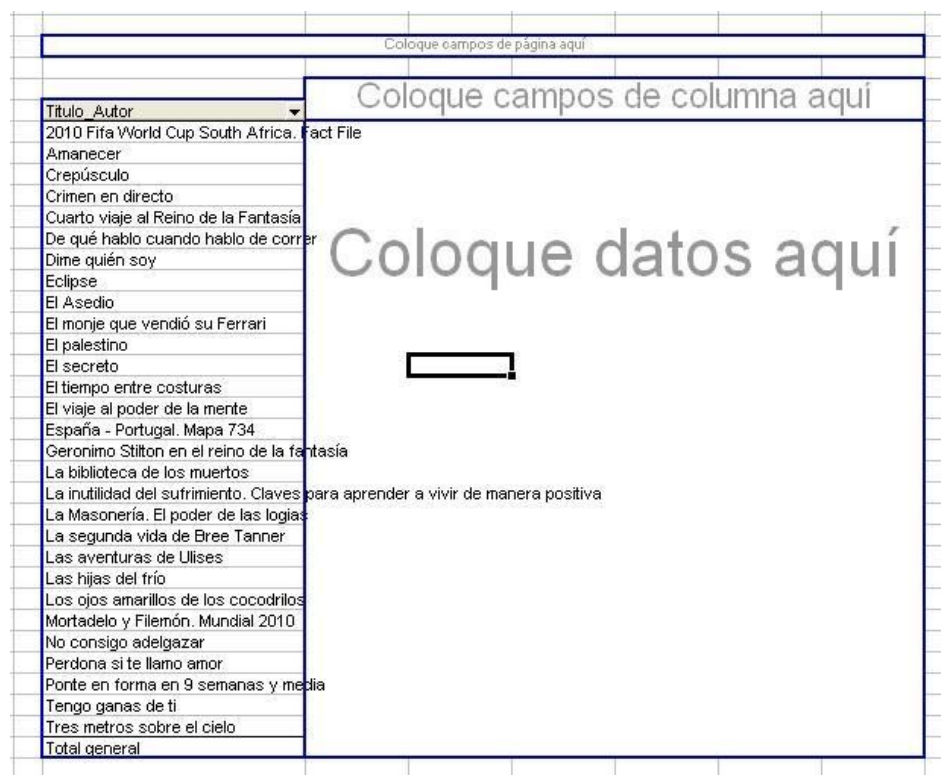 Coloque campos de página aquí
Coloque campos de columna aquí
Titulo_Autor
2010 Fifa World Cup South Africa. Fact File
Amanecer
Crepúsculo
Crimen en directo
Cuarto viaje al Reino de la Fantasía
De qué hablo cuando hablo de correr
Coloque datos aquí
Dime quién soy
Eclipse
El Asedio
El monje que vendió su Ferrari
El palestino
El secreto
El tiempo entre costuras
El viaje al poder de la mente
España - Portugal. Mapa 734
Geronimo Stilton en el reino de la fantasía
La biblioteca de los muertos
La inutilidad del sufrimiento. Claves para aprender a vivir de manera positiva
La Masonería. El poder de las logias
La segunda vida de Bree Tanner
Las aventuras de Ulises
Las hijas del frío
Los ojos amarillos de los cocodrilos
Mortadelo y Filemón. Mundial 2010
No consigo adelgazar
Perdona si te llamo amor
Ponte en forma en 9 semanas y media
Tengo ganas de ti
Tres metros sobre el cielo
Total general